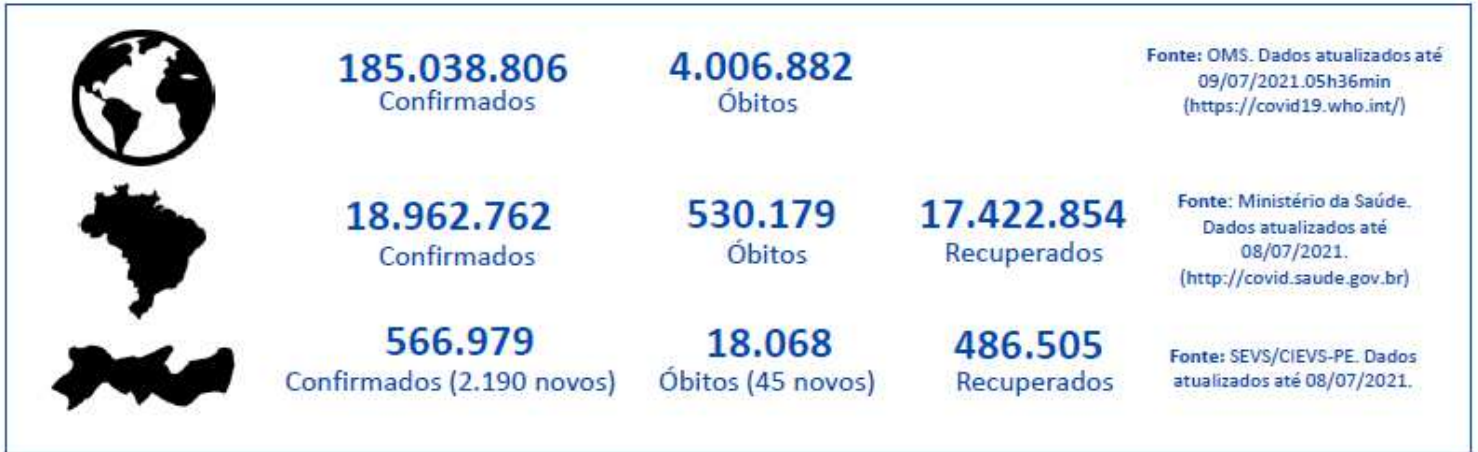 185.038.806
Confirmados
4.006.882
Óbitos
Fonte: OMS. Dados atualizados até
09/07/2021.05h36min
(https://covid19.who.int/)
18.962.762
Confirmados
530.179
Óbitos
17.422.854
Recuperados
Fonte: Ministério da Saúde.
Dados atualizados até
08/07/2021.
(http://covid.saude.gov.br)
566.979
Confirmados (2.190 novos)
18.068
Óbitos (45 novos)
486.505
Recuperados
Fonte: SEVS/CIEVS-PE. Dados
atualizados até 08/07/2021.